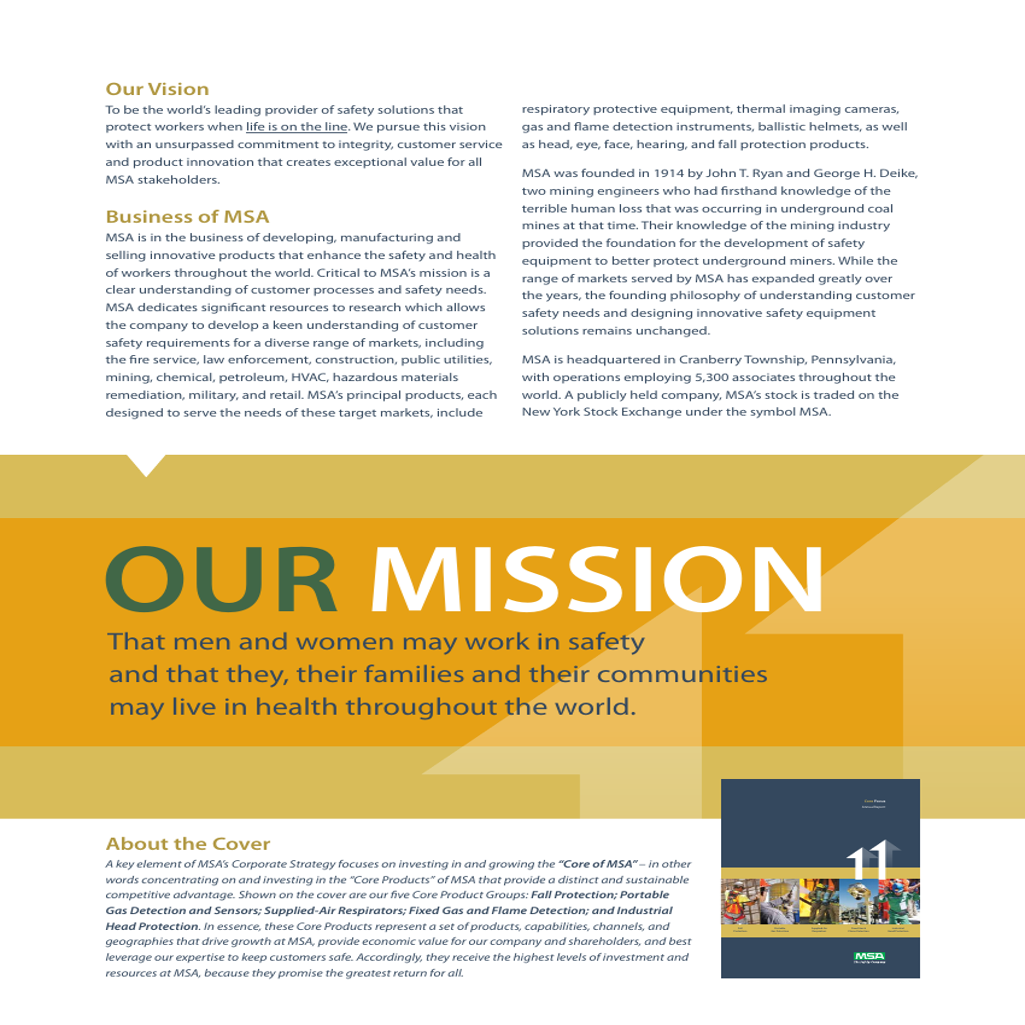 Our Vision
To be the world's leading provider of safety solutions that
protect workers when life is on the line. We pursue this vision
with an unsurpassed commitment to integrity, customer service
and product innovation that creates exceptional value for all
MSA stakeholders.
Business of MSA
MSA is in the business of developing, manufacturing and
selling innovative products that enhance the safety and health
of workers throughout the world. Critical to MSA's mission is a
clear understanding of customer processes and safety needs.
MSA dedicates significant resources to research which allows
the company to develop a keen understanding of customer
safety requirements for a diverse range of markets, including
the fire service, law enforcement, construction, public utilities,
mining, chemical, petroleum, HVAC, hazardous materials
remediation, military, and retail. MSA's principal products, each
designed to serve the needs of these target markets, include
respiratory protective equipment, thermal imaging cameras,
gas and flame detection instruments, ballistic helmets, as well
as head, eye, face, hearing, and fall protection products.
MSA was founded in 1914 by John T. Ryan and George H. Deike,
two mining engineers who had firsthand knowledge of the
terrible human loss that was occurring in underground coal
mines at that time. Their knowledge of the mining industry
provided the foundation for the development of safety
equipment to better protect underground miners. While the
range of markets served by MSA has expanded greatly over
the years, the founding philosophy of understanding customer
safety needs and designing innovative safety equipment
solutions remains unchanged.
MSA is headquartered in Cranberry Township, Pennsylvania,
with operations employing 5,300 associates throughout the
world. A publicly held company, MSA's stock is traded on the
New York Stock Exchange under the symbol MSA.
OUR MISSION
That men and women may work in safety
and that they, their families and their communities
may live in health throughout the world.
About the Cover
A key element of MSA's Corporate Strategy focuses on investing in and growing the "Core of MSA" – in other
words concentrating on and investing in the "Core Products" of MSA that provide a distinct and sustainable
competitive advantage. Shown on the cover are our five Core Product Groups: Fall Protection; Portable
Gas Detection and Sensors; Supplied-Air Respirators; Fixed Gas and Flame Detection; and Industrial
Head Protection. In essence, these Core Products represent a set of products, capabilities, channels, and
geographies that drive growth at MSA, provide economic value for our company and shareholders, and best
leverage our expertise to keep customers safe. Accordingly, they receive the highest levels of investment and
resources at MSA, because they promise the greatest return for all.
Core Focus
11
MSA